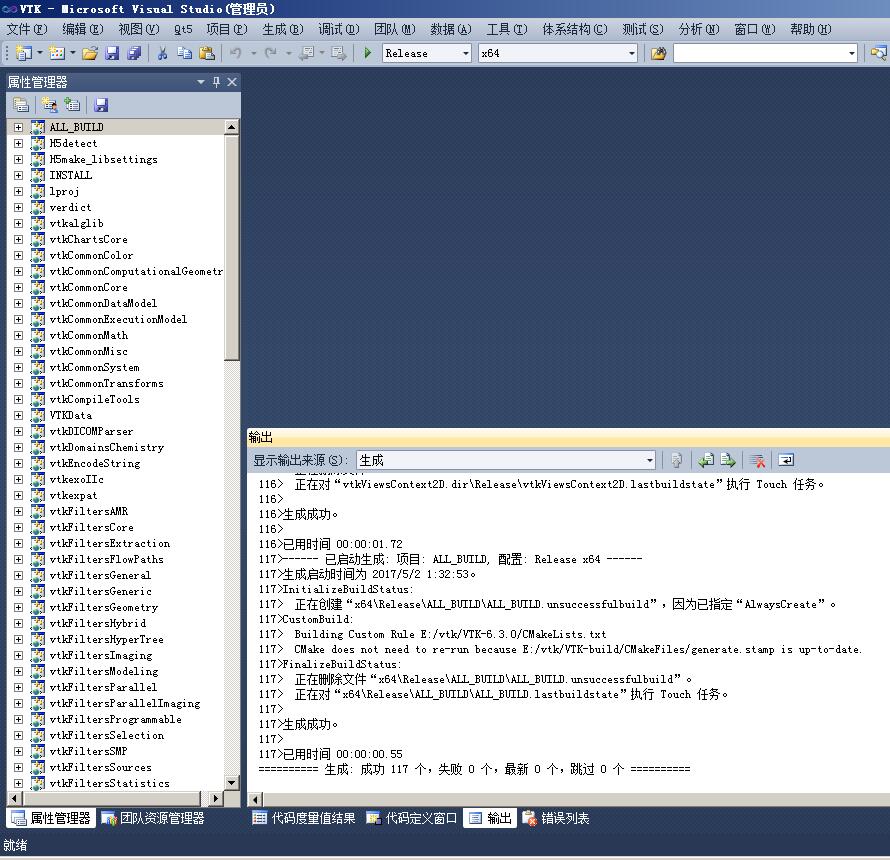 VTK - Microsoft Visual Studio(管理员)
文件(F) 编辑(E) 视图(V) Qt5 项目(P) 生成(B) 调试(D) 团队(M) 数据(A) 工具(T) 体系结构(C) 测试(S) 分析(N) 窗口(W) 帮助(H)
Release x64
属性管理器
ALL_BUILD
H5detect
H5make_libsettings
INSTALL
lproj
verdict
vtkalglib
vtkChartsCore
vtkCommonColor
vtkCommonComputationalGeometr
vtkCommonCore
vtkCommonDataModel
vtkCommonExecutionModel
vtkCommonMath
vtkCommonMisc
vtkCommonSystem
vtkCommonTransforms
vtkCompileTools
VTKData
vtkDICOMParser
vtkDomainsChemistry
vtkEncodeString
vtkexoIIc
vtkexpat
vtkFiltersAMR
vtkFiltersCore
vtkFiltersExtraction
vtkFiltersFlowPaths
vtkFiltersGeneral
vtkFiltersGeneric
vtkFiltersGeometry
vtkFiltersHybrid
vtkFiltersHyperTree
vtkFiltersImaging
vtkFiltersModeling
vtkFiltersParallel
vtkFiltersParallelImaging
vtkFiltersProgrammable
vtkFiltersSelection
vtkFiltersSMP
vtkFiltersSources
vtkFiltersStatistics
属性管理器 团队资源管理器
输出
显示输出来源(S): 生成
116> 正在对“vtkViewsContext2D.dir\Release\vtkViewsContext2D.lastbuildstate”执行 Touch 任务。
116>
116>生成成功。
116>
116>已用时间 00:00:01.72
117>------ 已启动生成: 项目: ALL_BUILD, 配置: Release x64 ------
117>生成启动时间为 2017/5/2 1:32:53。
117>InitializeBuildStatus:
117> 正在创建“x64\Release\ALL_BUILD\ALL_BUILD.unsuccessfulbuild”，因为已指定“AlwaysCreate”。
117>CustomBuild:
117> Building Custom Rule E:/vtk/VTK-6.3.0/CMakeLists.txt
117> CMake does not need to re-run because E:/vtk/VTK-build/CMakeFiles/generate.stamp is up-to-date.
117>FinalizeBuildStatus:
117> 正在删除文件“x64\Release\ALL_BUILD\ALL_BUILD.unsuccessfulbuild”。
117> 正在对“x64\Release\ALL_BUILD\ALL_BUILD.lastbuildstate”执行 Touch 任务。
117>
117>生成成功。
117>
117>已用时间 00:00:00.55
========== 生成: 成功 117 个，失败 0 个，最新 0 个，跳过 0 个 ==========
代码度量值结果 代码定义窗口 输出 错误列表
就绪